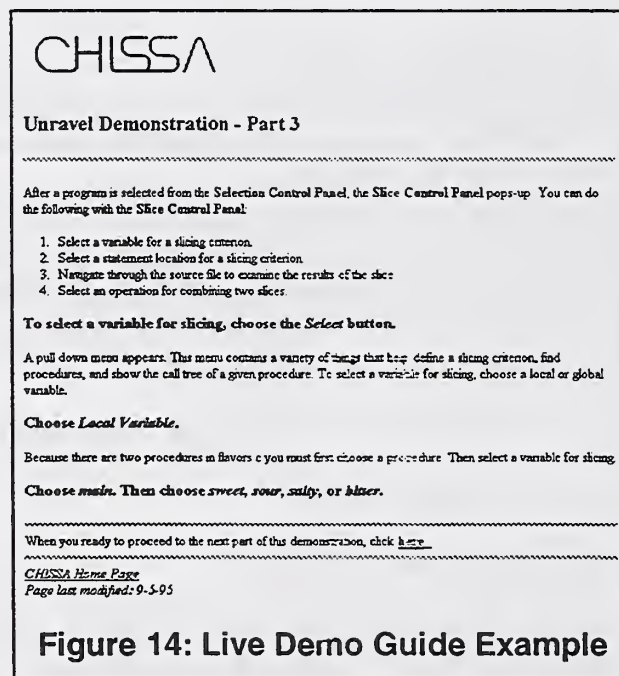 CHISSA
Unravel Demonstration - Part 3
After a program is selected from the Selection Control Panel, the Slice Control Panel pops-up. You can do
the following with the Slice Control Panel:
1. Select a variable for a slicing criterion.
2. Select a statement location for a slicing criterion.
3. Navigate through the source file to examine the results of the slice
4. Select an operation for combining two slices.
To select a variable for slicing, choose the Select button.
A pull down menu appears. This menu contains a variety of things that help define a slicing criterion, find
procedures, and show the call tree of a given procedure. To select a variable for slicing, choose a local or global
variable.
Choose Local Variable.
Because there are two procedures in flavors c you must first choose a procedure. Then select a variable for slicing
Choose main. Then choose sweet, sour, salty, or bitter.
When you ready to proceed to the next part of this demonstration, click here
CHISSA Home Page
Page last modified: 9-5-95
Figure 14: Live Demo Guide Example